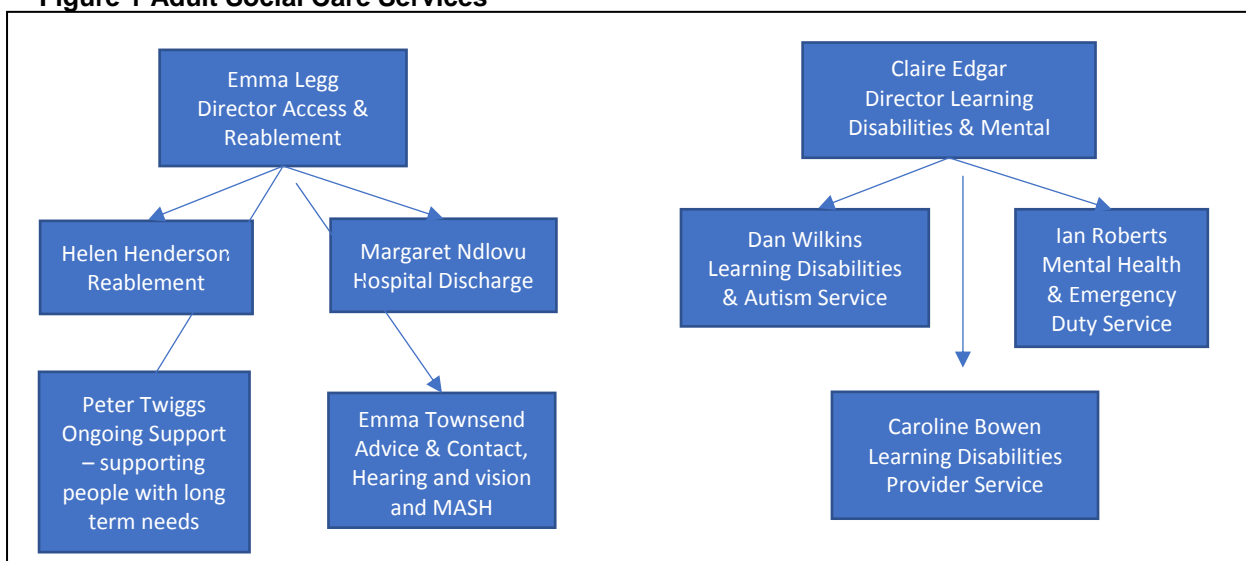 Figure 1 Adult Social Care Services
Emma Legg
Director Access &
Reablement
Claire Edgar
Director Learning
Disabilities & Mental
Helen Henderson
Reablement
Margaret Ndlovu
Hospital Discharge
Dan Wilkins
Learning Disabilities
& Autism Service
Ian Roberts
Mental Health
& Emergency
Duty Service
Peter Twiggs
Ongoing Support
– supporting
people with long
term needs
Emma Townsend
Advice & Contact,
Hearing and vision
and MASH
Caroline Bowen
Learning Disabilities
Provider Service